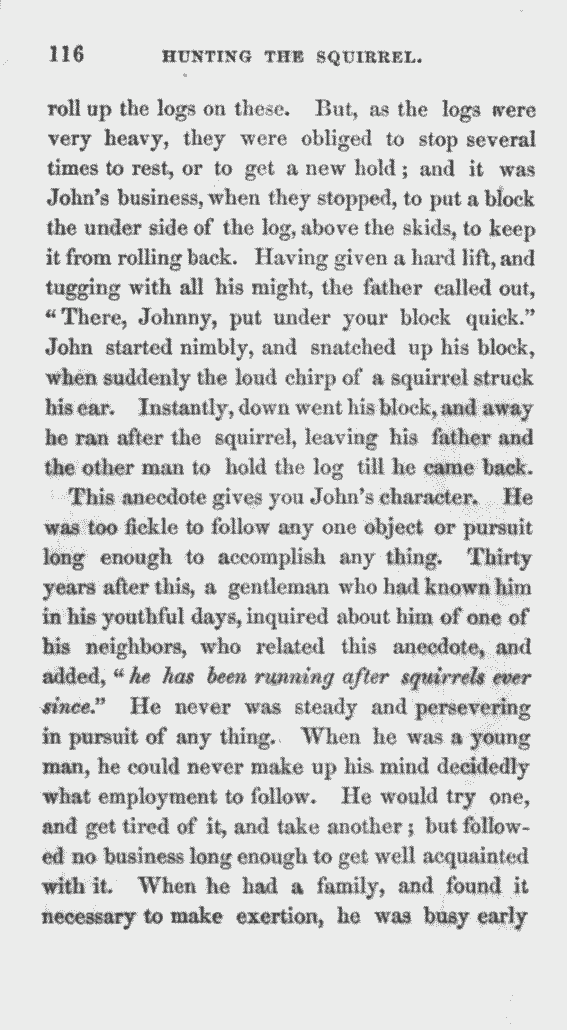 116 HUNTING THE SQUIRREL.
roll up the logs on these. But, as the logs were
very heavy, they were obliged to stop several
times to rest, or to get a new hold; and it was
John's business, when they stopped, to put a block
the under side of the log, above the skids, to keep
it from rolling back. Having given a hard lift, and
tugging with all his might, the father called out,
"There, Johnny, put under your block quick."
John started nimbly, and snatched up his block,
when suddenly the loud chirp of a squirrel struck
his ear. Instantly, down went his block, and away
he ran after the squirrel, leaving his father and
the other man to hold the log till he came back.
This anecdote gives you John's character. He
was too fickle to follow any one object or pursuit
long enough to accomplish any thing. Thirty
years after this, a gentleman who had known him
in his youthful days, inquired about him of one of
his neighbors, who related this anecdote, and
added, "he has been running after squirrels ever
since." He never was steady and persevering
in pursuit of any thing. When he was a young
man, he could never make up his mind decidedly
what employment to follow. He would try one,
and get tired of it, and take another; but follow-
ed no business long enough to get well acquainted
with it. When he had a family, and found it
necessary to make exertion, he was busy early